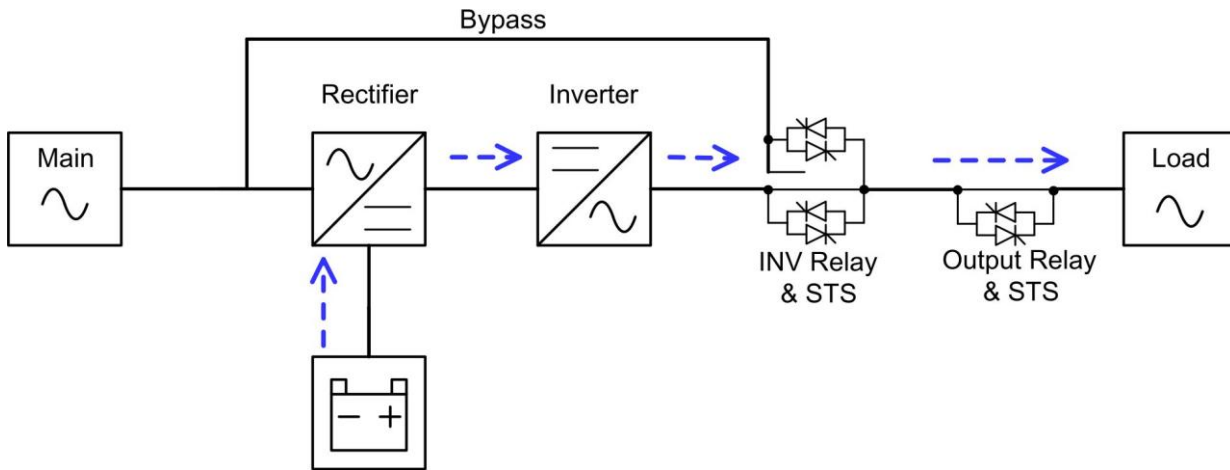 Bypass
Rectifier
Inverter
Main
Load
INV Relay
& STS
Output Relay
& STS